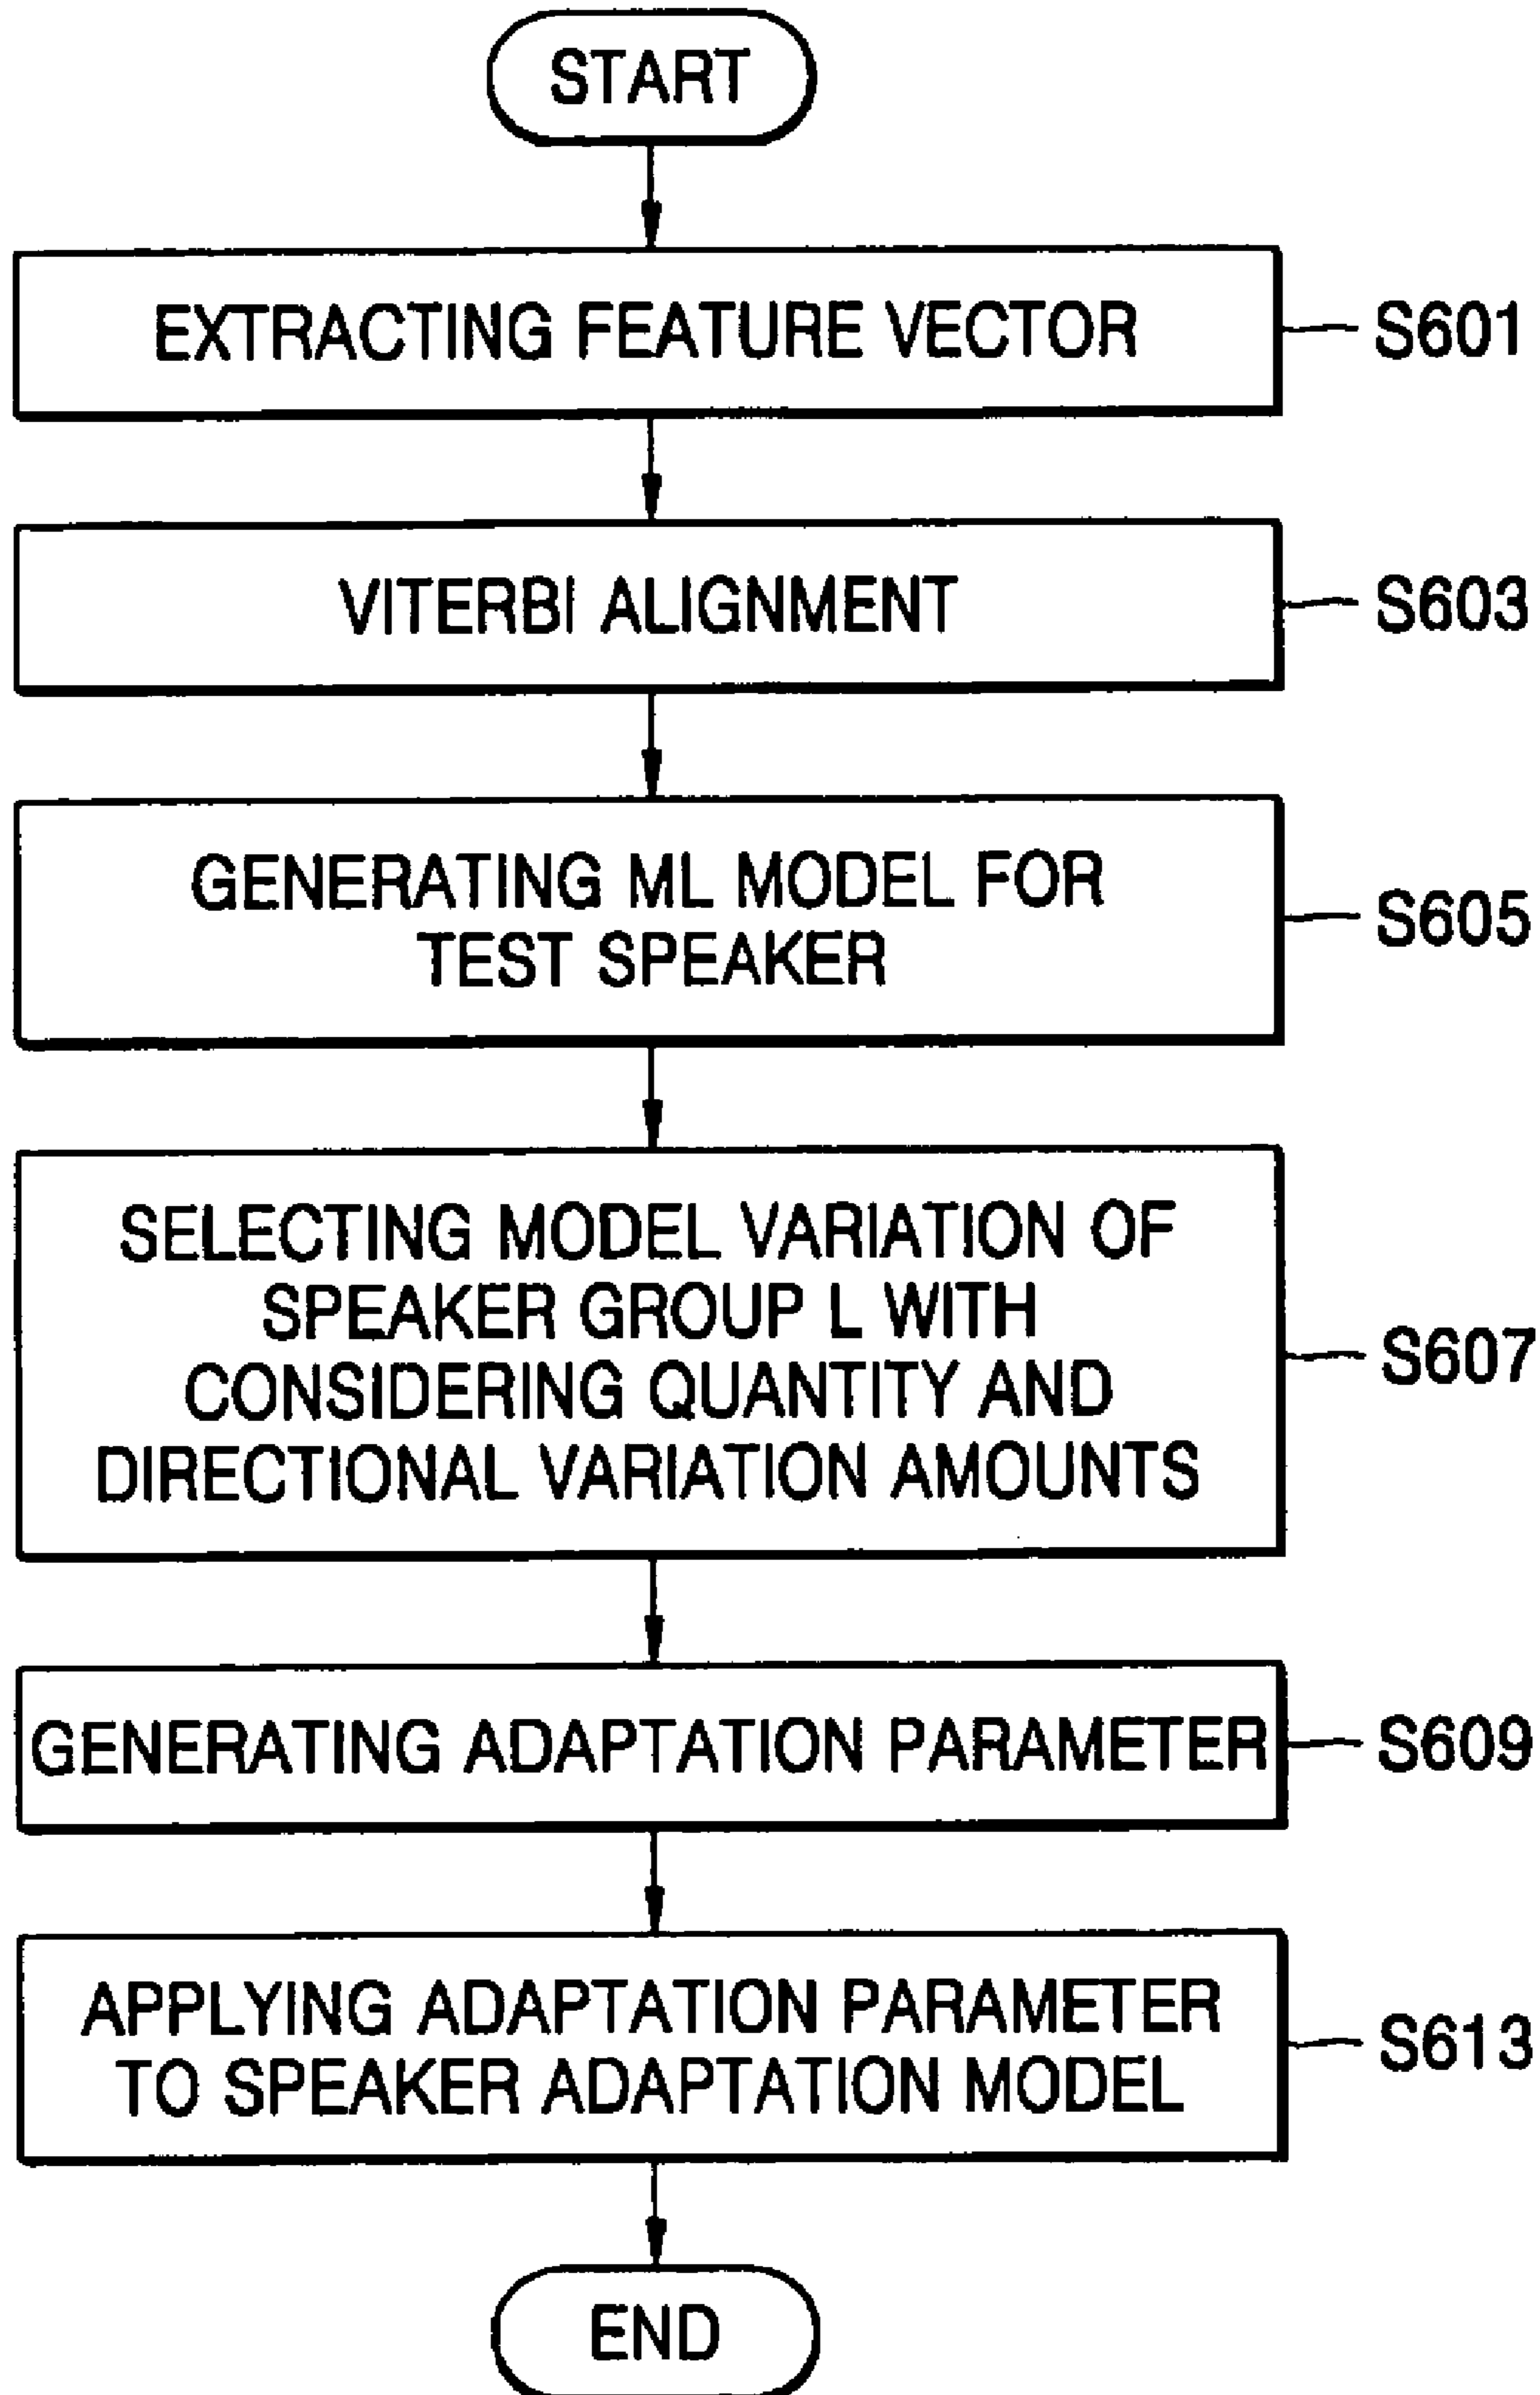 START
EXTRACTING FEATURE VECTOR
S601
VITERBI ALIGNMENT
S603
GENERATING ML MODEL FOR
TEST SPEAKER
S605
SELECTING MODEL VARIATION OF
SPEAKER GROUP L WITH
CONSIDERING QUANTITY AND
DIRECTIONAL VARIATION AMOUNTS
S607
GENERATING ADAPTATION PARAMETER
S609
APPLYING ADAPTATION PARAMETER
TO SPEAKER ADAPTATION MODEL
S613
END